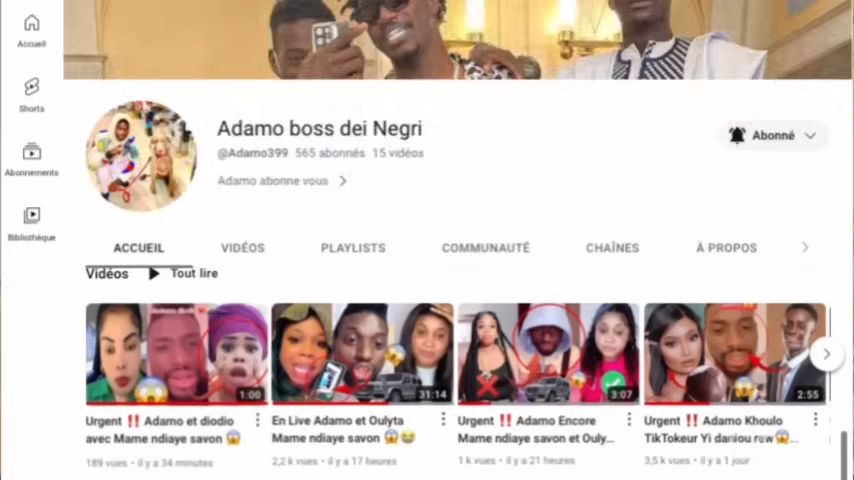 Accueil
Shorts
Abonnements
Bibliothèque
Adamo boss dei Negri
@Adamo399 565 abonnés 15 vidéos
Adamo abonne vous
Abonné
ACCUEIL VIDÉOS PLAYLISTS COMMUNAUTÉ CHAÎNES À PROPOS
Vidéos Tout lire
1:00
31:14
3:07
2:55
Urgent ‼️ Adamo et diodio
avec Mame ndiaye savon 😱
189 vues • il y a 34 minutes
En Live Adamo et Oulyta
Mame ndiaye savon 😱😭
2,2 k vues • il y a 17 heures
Urgent ‼️ Adamo Encore
Mame ndiaye savon et Ouly...
1 k vues • il y a 21 heures
Urgent ‼️ Adamo Khoulo
TikTokeur Yi daniou rew😱...
3,5 k vues • il y a 1 jour